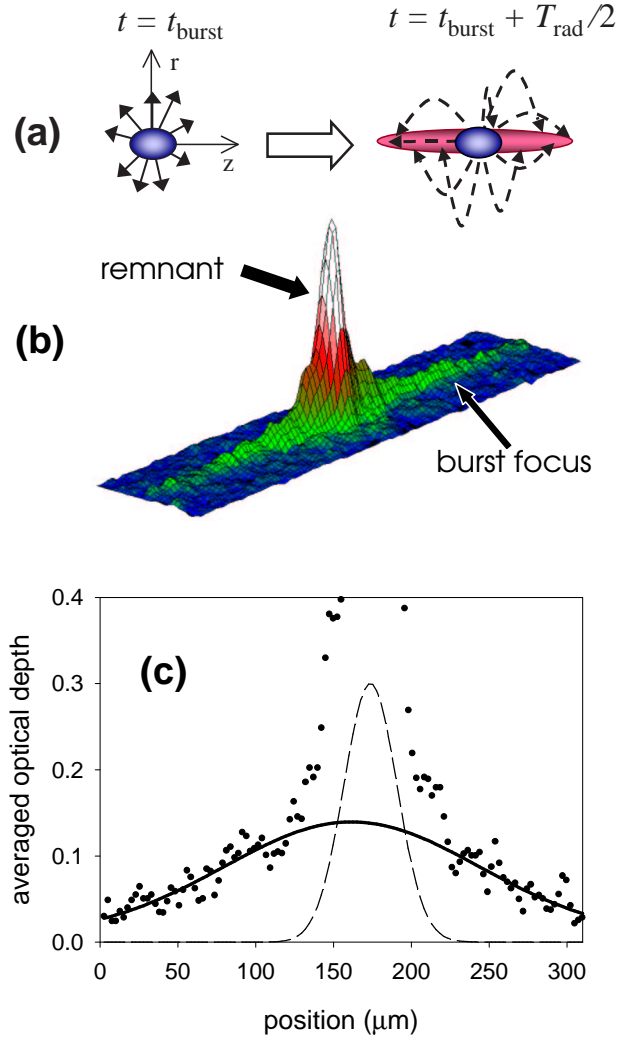 t = t_burst
t = t_burst + T_rad/2
r
z
(a)
remnant
(b)
burst focus
0.4
0.3
0.2
0.1
0.0
averaged optical depth
(c)
0 50 100 150 200 250 300
position (μm)